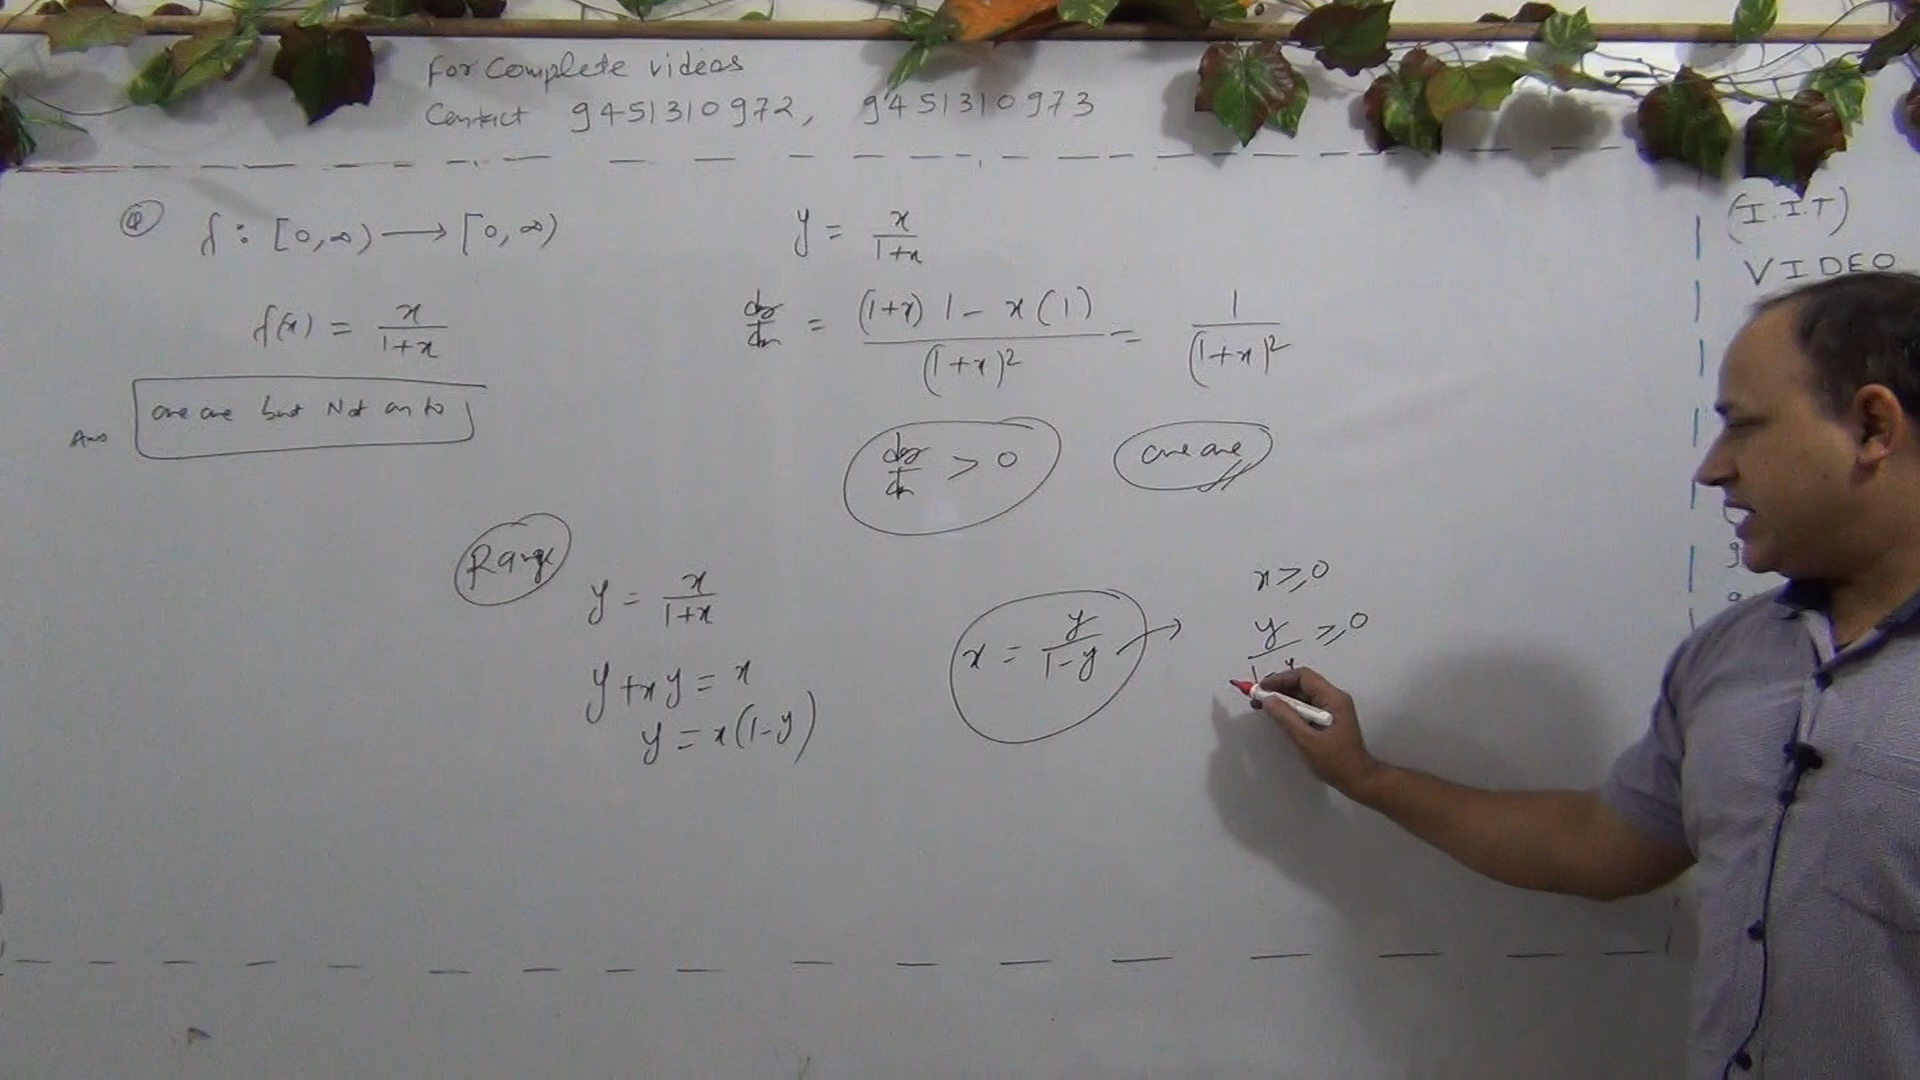 For Complete videos
Contact 9451310972, 9451310973
(I.I.T)
VIDEO
Q f : [0,∞) → [0,∞)
f(x) = x/(1+x)
Ans one one but Not on to
y = x/(1+x)
dy/dx = ((1+x) 1 - x(1))/(1+x)² = 1/(1+x)²
dy/dx > 0 one one
Range
y = x/(1+x)
y + xy = x
y = x(1-y)
x = y/(1-y) →
x ≥ 0
y/(1-y) ≥ 0